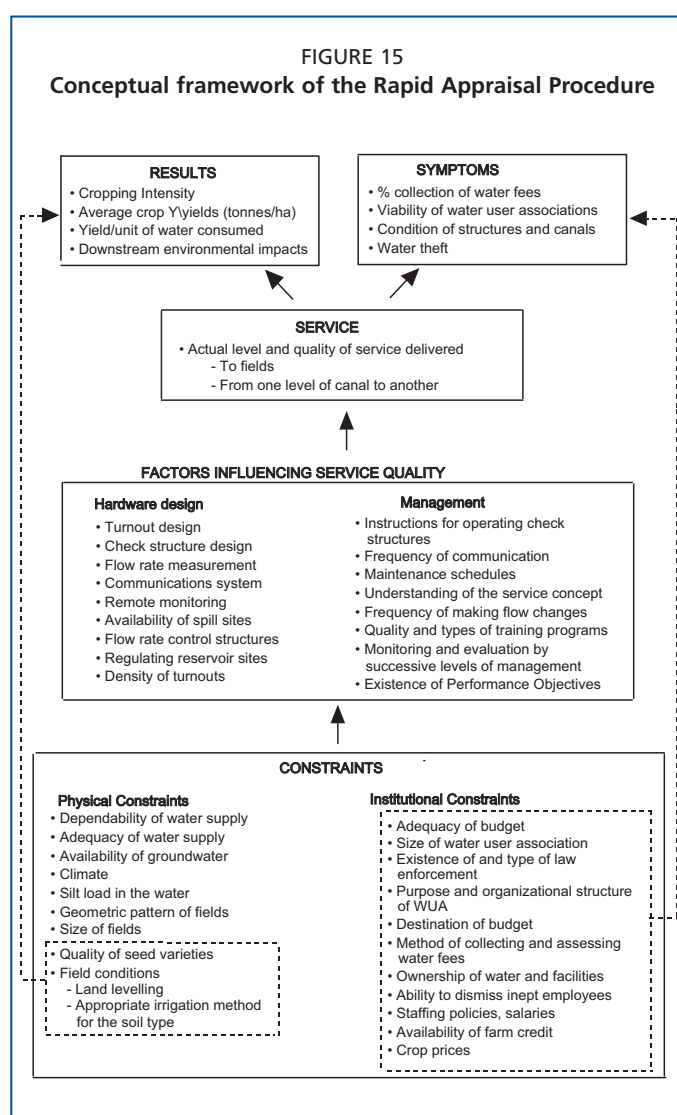 FIGURE 15
Conceptual framework of the Rapid Appraisal Procedure
RESULTS
• Cropping Intensity
• Average crop Y\yields (tonnes/ha)
• Yield/unit of water consumed
• Downstream environmental impacts
SYMPTOMS
• % collection of water fees
• Viability of water user associations
• Condition of structures and canals
• Water theft
SERVICE
• Actual level and quality of service delivered
- To fields
- From one level of canal to another
FACTORS INFLUENCING SERVICE QUALITY
Hardware design
• Turnout design
• Check structure design
• Flow rate measurement
• Communications system
• Remote monitoring
• Availability of spill sites
• Flow rate control structures
• Regulating reservoir sites
• Density of turnouts
Management
• Instructions for operating check
structures
• Frequency of communication
• Maintenance schedules
• Understanding of the service concept
• Frequency of making flow changes
• Quality and types of training programs
• Monitoring and evaluation by
successive levels of management
• Existence of Performance Objectives
CONSTRAINTS
Physical Constraints
• Dependability of water supply
• Adequacy of water supply
• Availability of groundwater
• Climate
• Silt load in the water
• Geometric pattern of fields
• Size of fields
• Quality of seed varieties
• Field conditions
- Land levelling
- Appropriate irrigation method
for the soil type
Institutional Constraints
• Adequacy of budget
• Size of water user association
• Existence of and type of law
enforcement
• Purpose and organizational structure
of WUA
• Destination of budget
• Method of collecting and assessing
water fees
• Ownership of water and facilities
• Ability to dismiss inept employees
• Staffing policies, salaries
• Availability of farm credit
• Crop prices